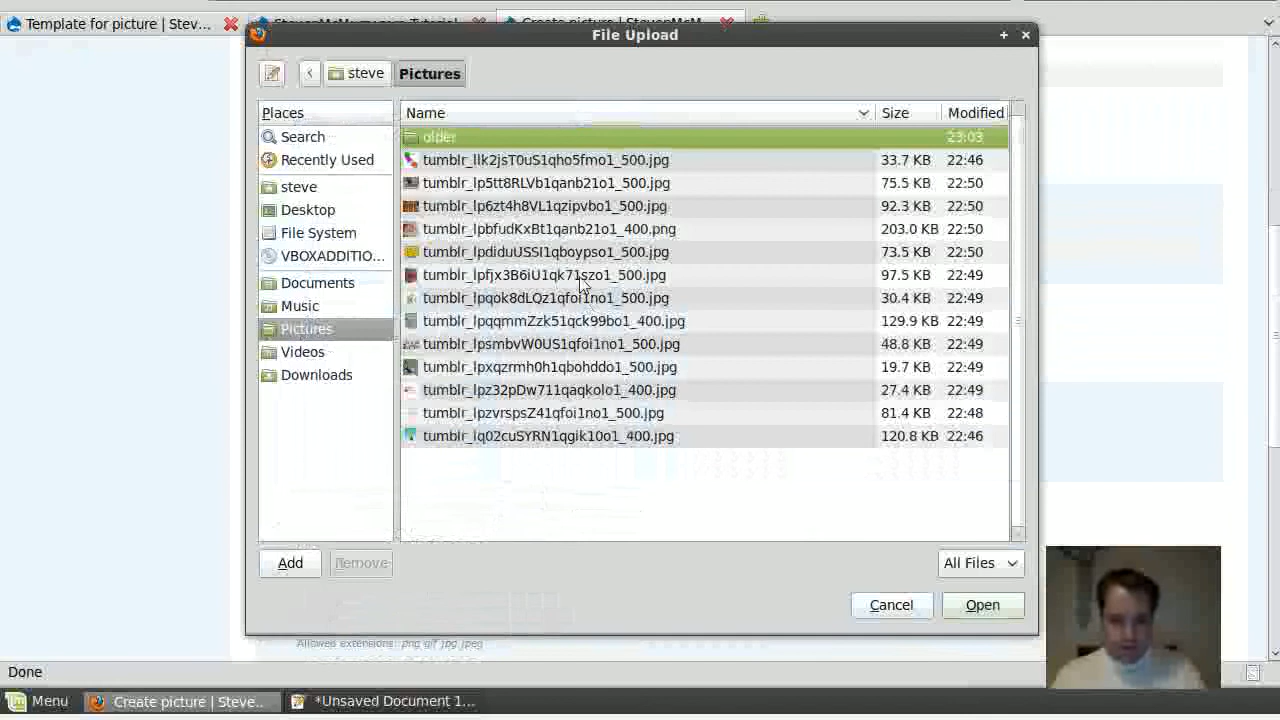 Template for picture | Stev...
Create picture | StevenMcM
File Upload
steve
Pictures
Places
Name
Size
Modified
Search
older
23:03
Recently Used
tumblr_llk2jsT0uS1qho5fmo1_500.jpg
33.7 KB
22:46
steve
tumblr_lp5tt8RLVb1qanb21o1_500.jpg
75.5 KB
22:50
Desktop
tumblr_lp6zt4h8VL1qzipvbo1_500.jpg
92.3 KB
22:50
File System
tumblr_lpbfudKxBt1qanb21o1_400.png
203.0 KB
22:50
VBOXADDITIO...
tumblr_lpdiduUSSI1qboypso1_500.jpg
73.5 KB
22:50
Documents
tumblr_lpfjx3B6iU1qk71szo1_500.jpg
97.5 KB
22:49
Music
tumblr_lpqok8dLQz1qfoi1no1_500.jpg
30.4 KB
22:49
Pictures
tumblr_lpqqmmZzk51qck99bo1_400.jpg
129.9 KB
22:49
Videos
tumblr_lpsmbvW0US1qfoi1no1_500.jpg
48.8 KB
22:49
Downloads
tumblr_lpxqzrmh0h1qbohddo1_500.jpg
19.7 KB
22:49
tumblr_lpz32pDw711qaqkolo1_400.jpg
27.4 KB
22:49
tumblr_lpzvrspsZ41qfoi1no1_500.jpg
81.4 KB
22:48
tumblr_lq02cuSYRN1qgik10o1_400.jpg
120.8 KB
22:46
Add
Remove
All Files
Cancel
Open
Allowed extensions: png gif jpg jpeg
Done
Menu
Create picture | Steve...
*Unsaved Document 1...